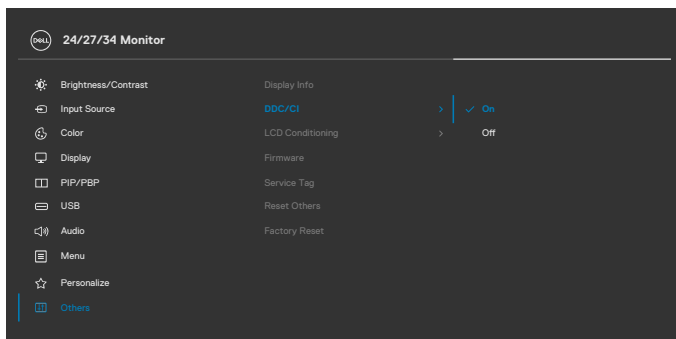 DELL 24/27/34 Monitor
Brightness/Contrast Display Info
Input Source DDC/CI On
Color LCD Conditioning Off
Display Firmware
PIP/PBP Service Tag
USB Reset Others
Audio Factory Reset
Menu
Personalize
Others